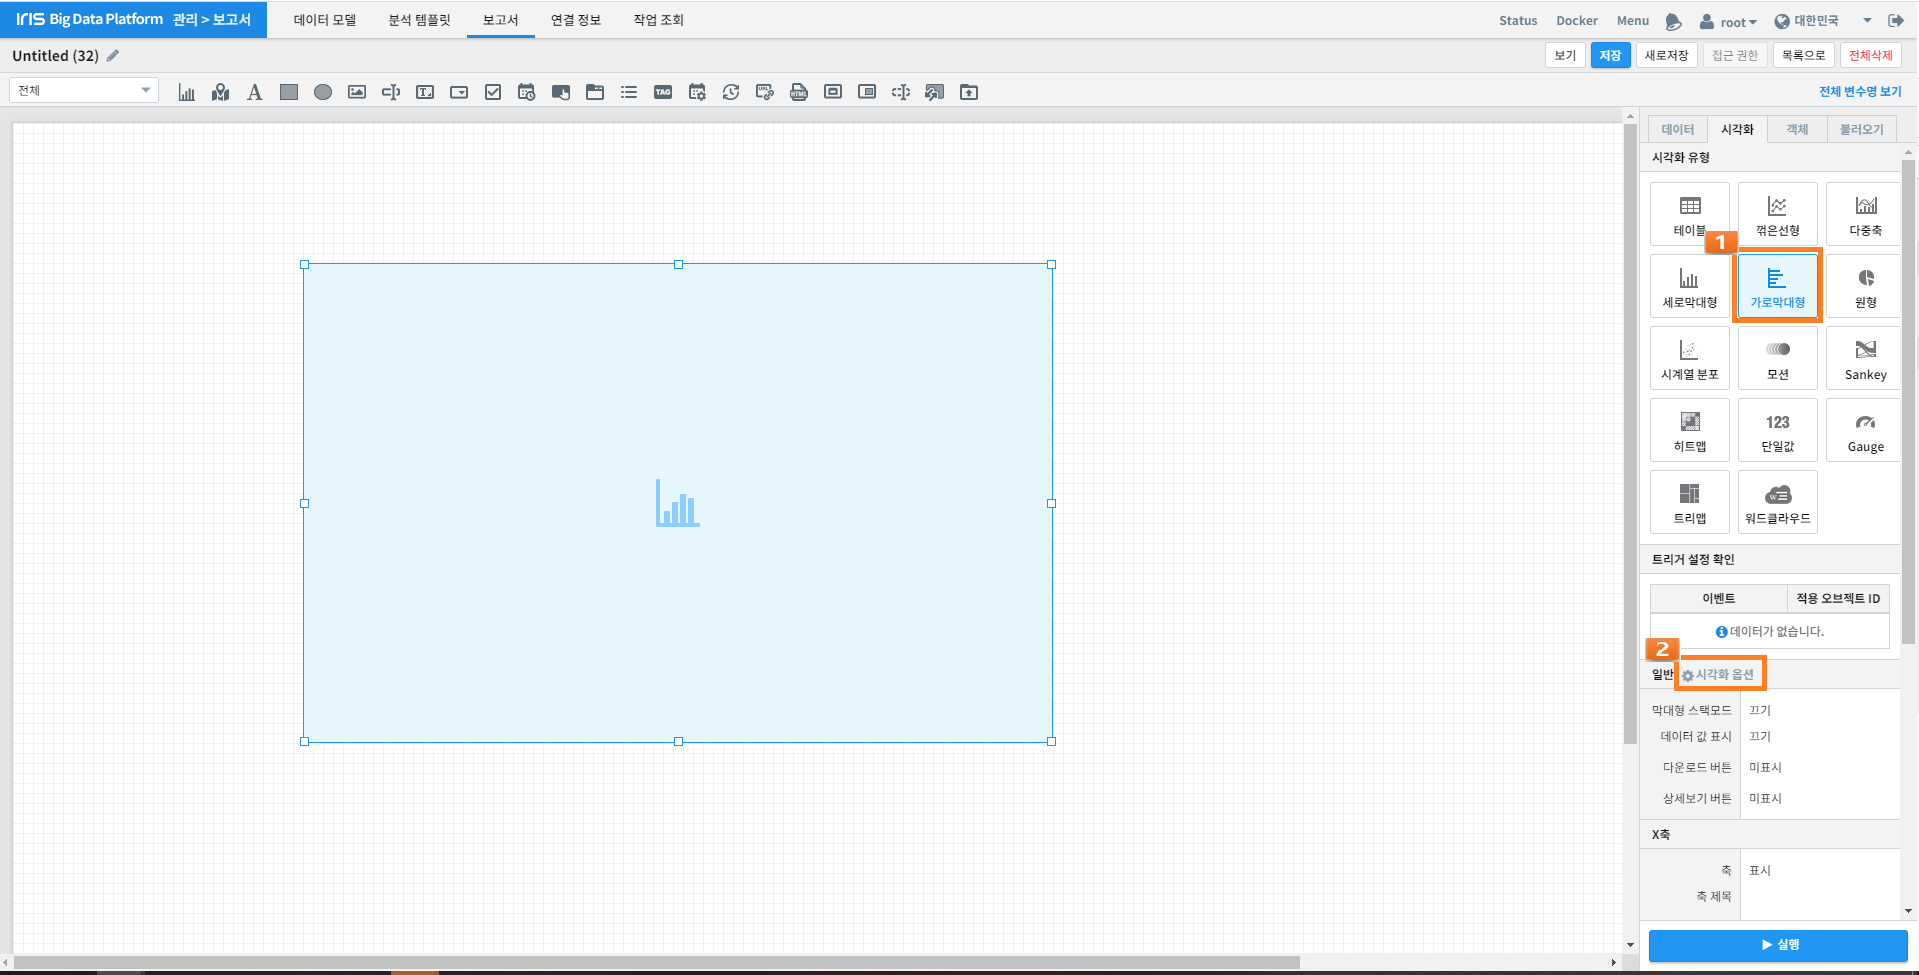 IRIS Big Data Platform 관리 > 보고서 데이터 모델 분석 템플릿 보고서 연결 정보 작업 조회 Status Docker Menu root 대한민국
Untitled (32) 보기 저장 새로저장 접근 권한 목록으로 전체삭제
전체 A T TAG URL HTML 전체 변수명 보기
데이터 시각화 객체 불러오기
시각화 유형
테이블 꺾은선형 다중축
1
세로막대형 가로막대형 원형
시계열 분포 모션 Sankey
123
히트맵 단일값 Gauge
W
트리맵 워드클라우드
트리거 설정 확인
이벤트 적용 오브젝트 ID
데이터가 없습니다.
2
일반 시각화 옵션
막대형 스택모드 끄기
데이터 값 표시 끄기
다운로드 버튼 미표시
상세보기 버튼 미표시
X축
축 표시
축 제목
실행